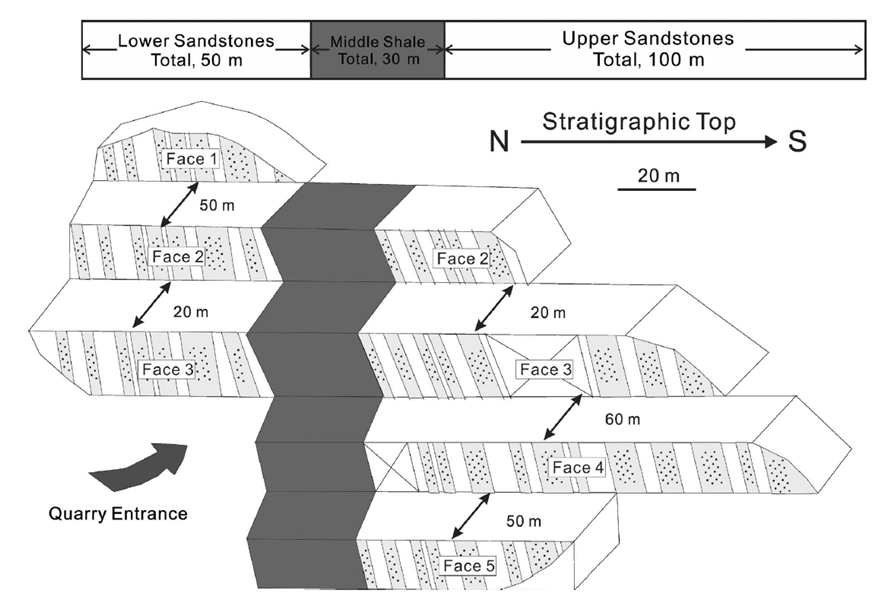 Lower Sandstones
Total, 50 m
Middle Shale
Total, 30 m
Upper Sandstones
Total, 100 m
N
Stratigraphic Top
S
20 m
Face 1
50 m
Face 2
Face 2
20 m
20 m
Face 3
Face 3
60 m
Face 4
Quarry Entrance
50 m
Face 5